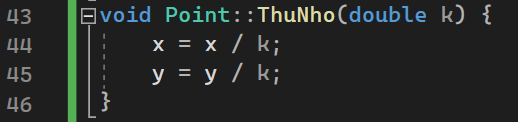 43 void Point::ThuNho(double k) {
44 x = x / k;
45 y = y / k;
46 }